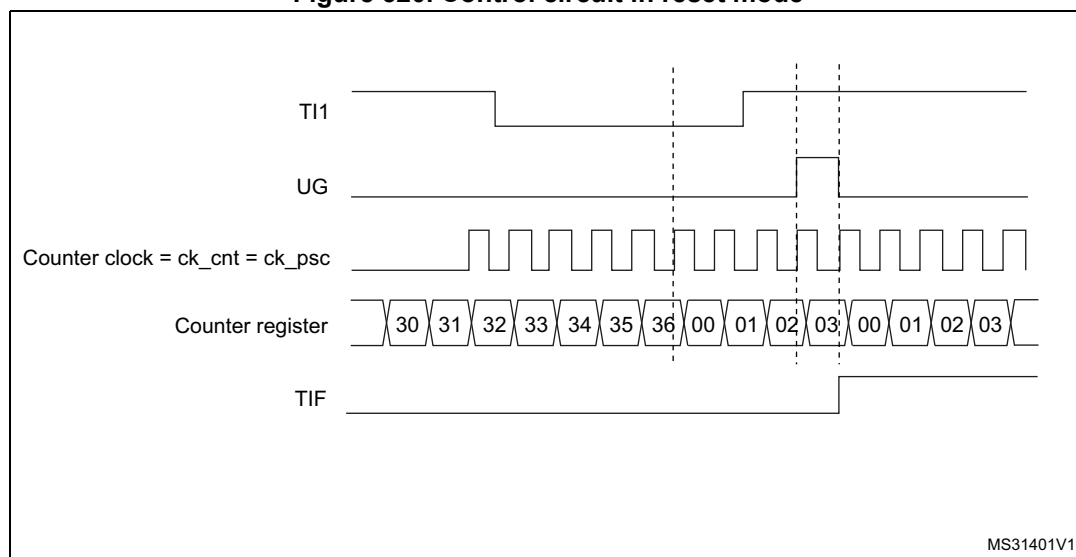 Figure 320. Control circuit in reset mode
TI1
UG
Counter clock = ck_cnt = ck_psc
Counter register
30 31 32 33 34 35 36 00 01 02 03 00 01 02 03
TIF
MS31401V1